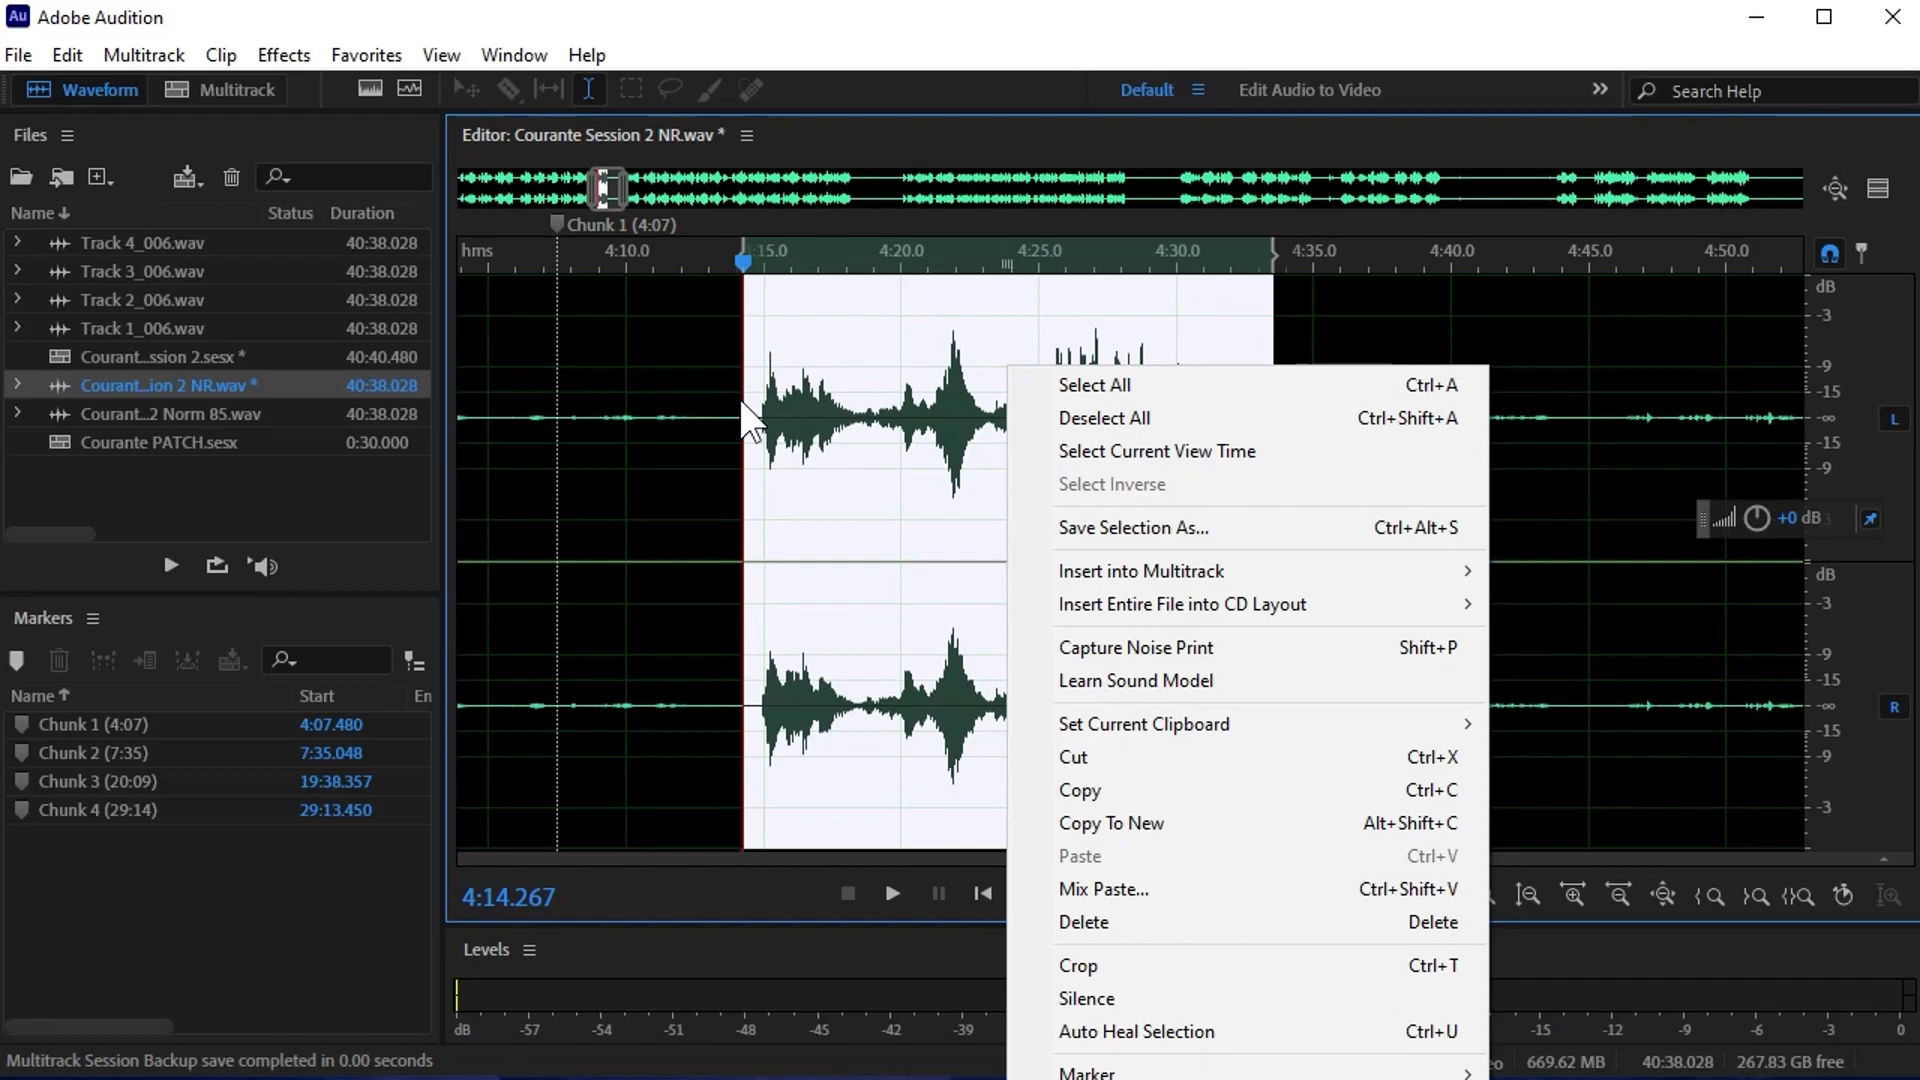 Au Adobe Audition
File Edit Multitrack Clip Effects Favorites View Window Help
Waveform Multitrack Default Edit Audio to Video Search Help
Files
Editor: Courante Session 2 NR.wav *
Name Status Duration
Track 4_006.wav 40:38.028
Track 3_006.wav 40:38.028
Track 2_006.wav 40:38.028
Track 1_006.wav 40:38.028
Courant...ssion 2.sesx * 40:40.480
Courant...ion 2 NR.wav * 40:38.028
Courant...2 Norm 85.wav 40:38.028
Courante PATCH.sesx 0:30.000
Chunk 1 (4:07)
hms 4:10.0 :15.0 4:20.0 4:25.0 4:30.0 4:35.0 4:40.0 4:45.0 4:50.0
dB
-3
-9
-15
-∞
-15
-9
L
+0 dB
dB
-3
-9
-15
-∞
-15
-9
-3
R
Select All Ctrl+A
Deselect All Ctrl+Shift+A
Select Current View Time
Select Inverse
Save Selection As... Ctrl+Alt+S
Insert into Multitrack
Insert Entire File into CD Layout
Capture Noise Print Shift+P
Learn Sound Model
Set Current Clipboard
Cut Ctrl+X
Copy Ctrl+C
Copy To New Alt+Shift+C
Paste Ctrl+V
Mix Paste... Ctrl+Shift+V
Delete Delete
Crop Ctrl+T
Silence
Auto Heal Selection Ctrl+U
Marker
Markers
Name Start En
Chunk 1 (4:07) 4:07.480
Chunk 2 (7:35) 7:35.048
Chunk 3 (20:09) 19:38.357
Chunk 4 (29:14) 29:13.450
4:14.267
Levels
dB -57 -54 -51 -48 -45 -42 -39 -15 -12 -9 -6 -3 0
Multitrack Session Backup save completed in 0.00 seconds
eo 669.62 MB 40:38.028 267.83 GB free